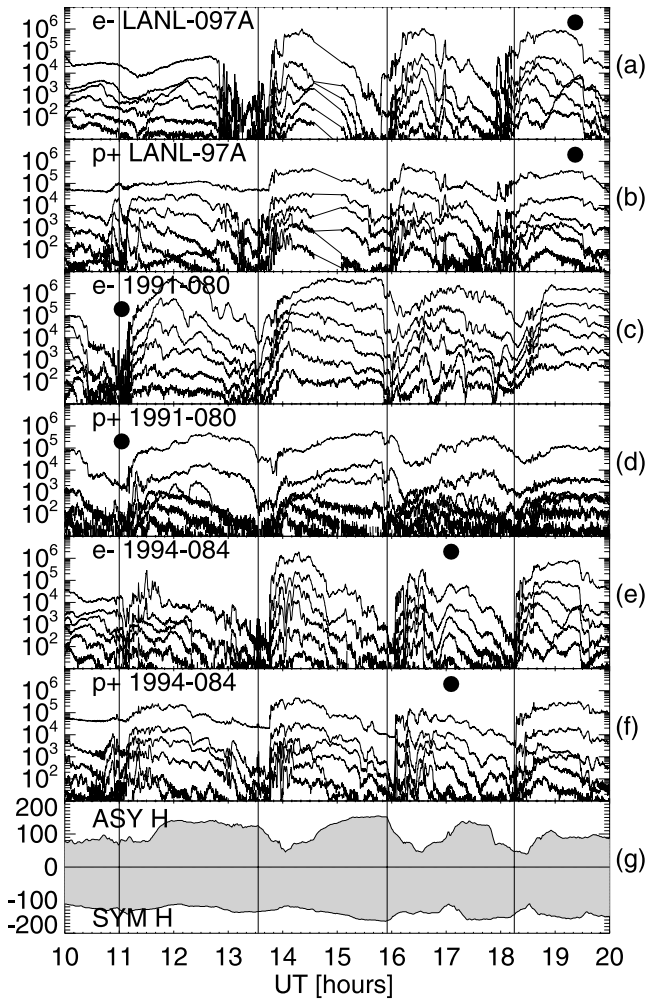 e- LANL-097A
10^6
10^5
10^4
10^3
10^2
(a)
p+ LANL-97A
10^6
10^5
10^4
10^3
10^2
(b)
e- 1991-080
10^6
10^5
10^4
10^3
10^2
(c)
p+ 1991-080
10^6
10^5
10^4
10^3
10^2
(d)
e- 1994-084
10^6
10^5
10^4
10^3
10^2
(e)
p+ 1994-084
10^6
10^5
10^4
10^3
10^2
(f)
200
ASY H
100
0
(g)
-100
SYM H
-200
10 11 12 13 14 15 16 17 18 19 20
UT [hours]